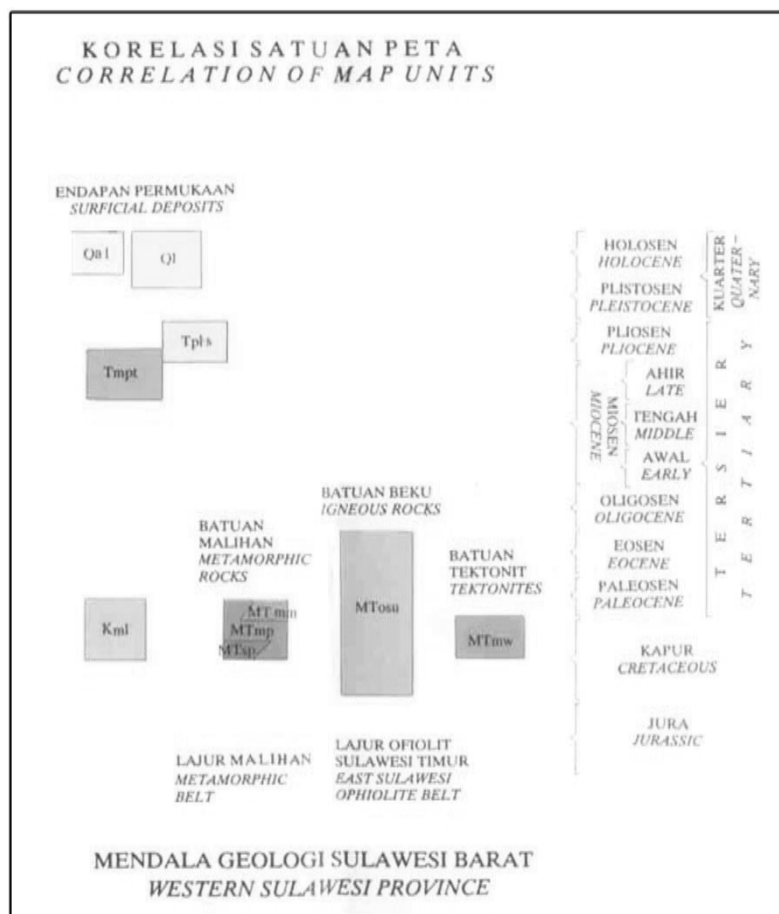 KORELASI SATUAN PETA
CORRELATION OF MAP UNITS
ENDAPAN PERMUKAAN
SURFICIAL DEPOSITS
Qal
Ql
Tpls
Tmpt
BATUAN BEKU
IGNEOUS ROCKS
BATUAN
MALIHAN
METAMORPHIC
ROCKS
BATUAN
TEKTONIT
TEKTONITES
Kml
MTmm
MTmp
MTsp
MTosu
MTmw
LAJUR MALIHAN
METAMORPHIC
BELT
LAJUR OFIOLIT
SULAWESI TIMUR
EAST SULAWESI
OPHIOLITE BELT
HOLOSEN
HOLOCENE
PLISTOSEN
PLEISTOCENE
KUARTER
QUATER-
NARY
PLIOSEN
PLIOCENE
MIOSEN
MIOCENE
AHIR
LATE
TENGAH
MIDDLE
AWAL
EARLY
OLIGOSEN
OLIGOCENE
EOSEN
EOCENE
PALEOSEN
PALEOCENE
TERSIER
TERTIARY
KAPUR
CRETACEOUS
JURA
JURASSIC
MENDALA GEOLOGI SULAWESI BARAT
WESTERN SULAWESI PROVINCE